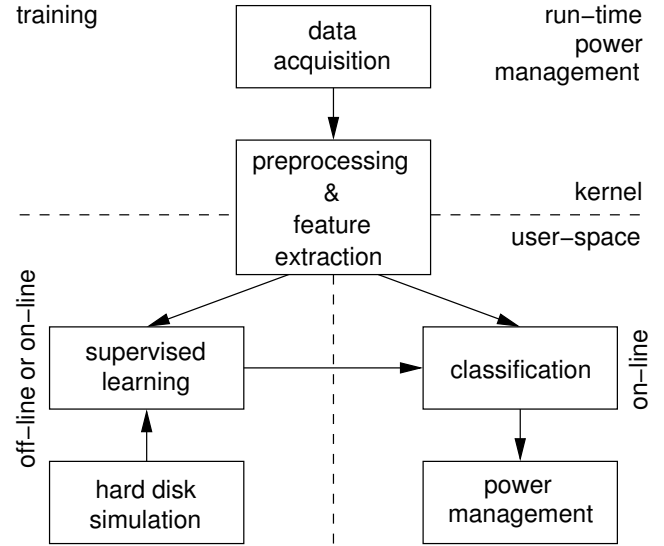 training
run−time
power
management
data
acquisition
preprocessing
&
feature
extraction
kernel
user−space
off−line or on−line
supervised
learning
classification
on−line
hard disk
simulation
power
management